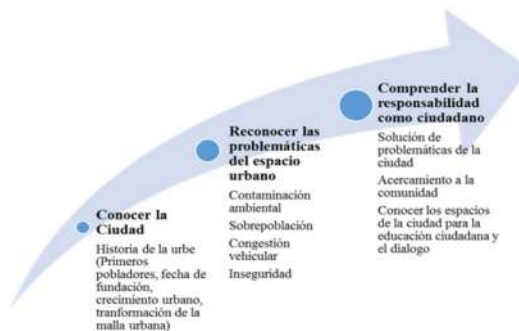 Conocer la
Ciudad
Historia de la urbe
(Primeros
pobladores, fecha de
fundación,
crecimiento urbano,
tranformación de la
malla urbana)
Reconocer las
problemáticas
del espacio
urbano
Contaminación
ambiental
Sobrepoblación
Congestión
vehicular
Inseguridad
Comprender la
responsabilidad
como ciudadano
Solución de
problemáticas de la
ciudad
Acercamiento a la
comunidad
Conocer los espacios
de la ciudad para la
educación ciudadana y
el dialogo